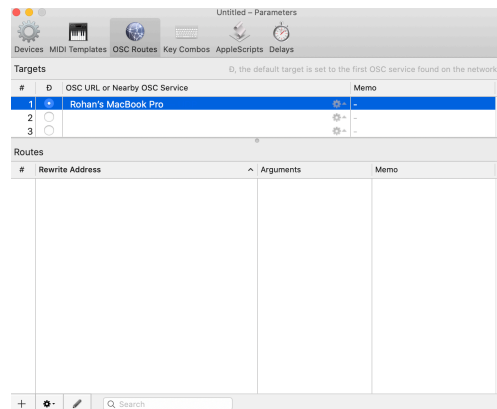 Untitled – Parameters
Devices MIDI Templates OSC Routes Key Combos AppleScripts Delays
Targets Đ, the default target is set to the first OSC service found on the network
# Đ OSC URL or Nearby OSC Service Memo
1 Rohan's MacBook Pro -
2 -
3 -
Routes
# Rewrite Address Arguments Memo
Search